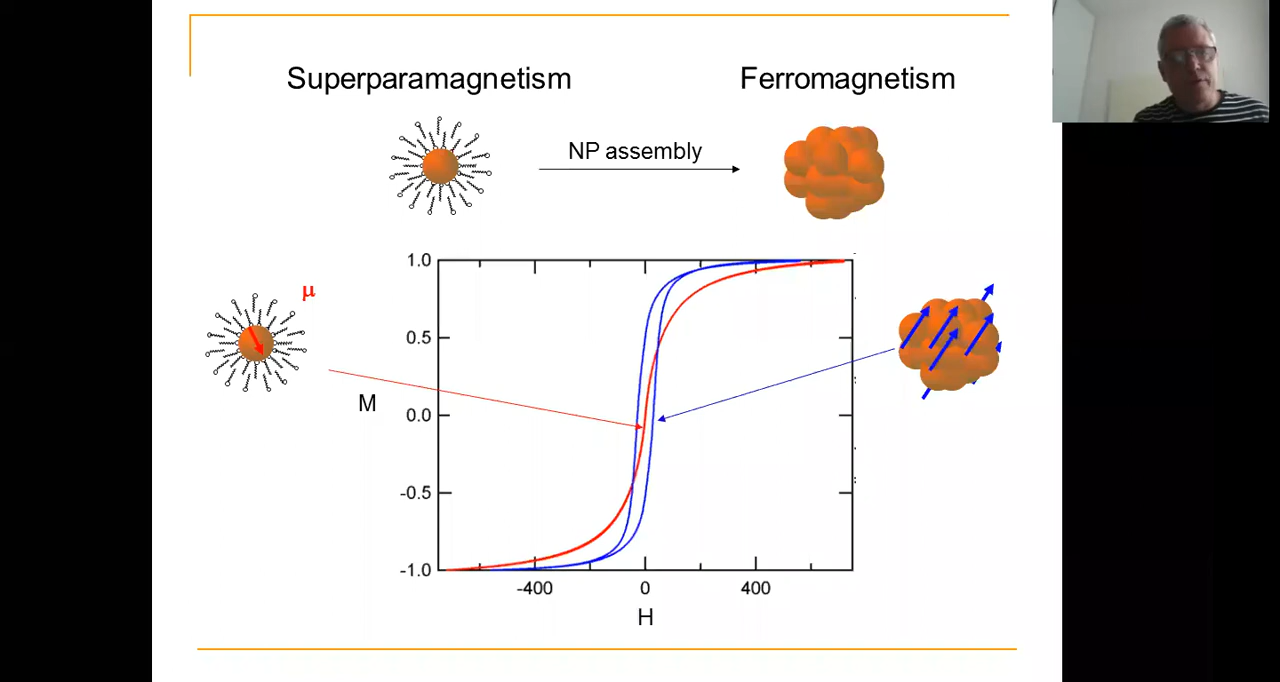 Superparamagnetism
Ferromagnetism
NP assembly
μ
M
1.0
0.5
0.0
-0.5
-1.0
-400
0
400
H